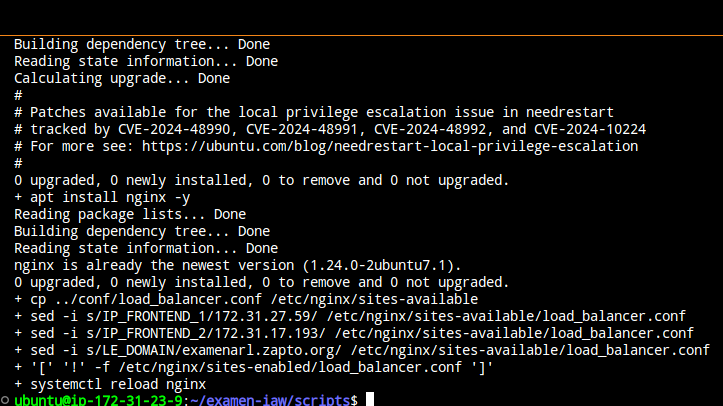 Building dependency tree... Done
Reading state information... Done
Calculating upgrade... Done
#
# Patches available for the local privilege escalation issue in needrestart
# tracked by CVE-2024-48990, CVE-2024-48991, CVE-2024-48992, and CVE-2024-10224
# For more see: https://ubuntu.com/blog/needrestart-local-privilege-escalation
#
0 upgraded, 0 newly installed, 0 to remove and 0 not upgraded.
+ apt install nginx -y
Reading package lists... Done
Building dependency tree... Done
Reading state information... Done
nginx is already the newest version (1.24.0-2ubuntu7.1).
0 upgraded, 0 newly installed, 0 to remove and 0 not upgraded.
+ cp ../conf/load_balancer.conf /etc/nginx/sites-available
+ sed -i s/IP_FRONTEND_1/172.31.27.59/ /etc/nginx/sites-available/load_balancer.conf
+ sed -i s/IP_FRONTEND_2/172.31.17.193/ /etc/nginx/sites-available/load_balancer.conf
+ sed -i s/LE_DOMAIN/examenarl.zapto.org/ /etc/nginx/sites-available/load_balancer.conf
+ '[' '!' -f /etc/nginx/sites-enabled/load_balancer.conf ']'
+ systemctl reload nginx
ubuntu@ip-172-31-23-9:~/examen-iaw/scripts$